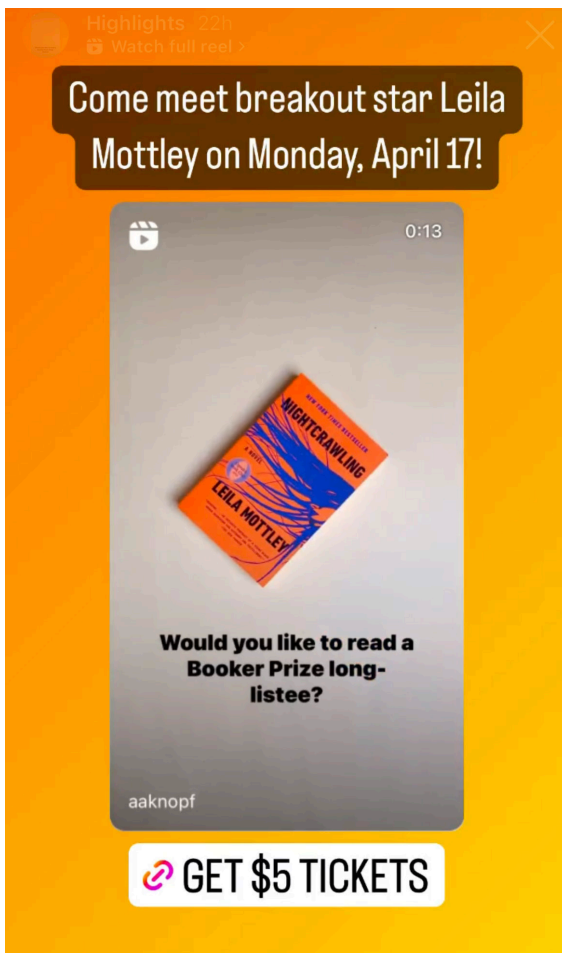 Highlights 22h
Watch full reel >
Come meet breakout star Leila
Mottley on Monday, April 17!
0:13
NEW YORK TIMES BESTSELLER
NIGHTCRAWLING
A NOVEL
LEILA MOTTLEY
Would you like to read a
Booker Prize long-
listee?
aaknopf
GET $5 TICKETS